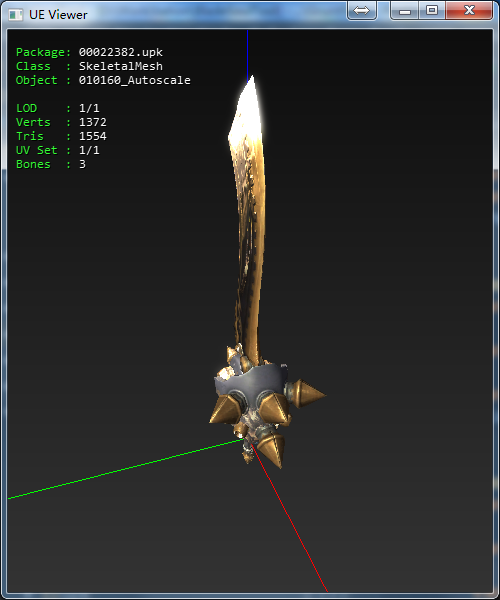 UE Viewer
Package: 00022382.upk
Class : SkeletalMesh
Object : 010160_Autoscale
LOD : 1/1
Verts : 1372
Tris : 1554
UV Set : 1/1
Bones : 3